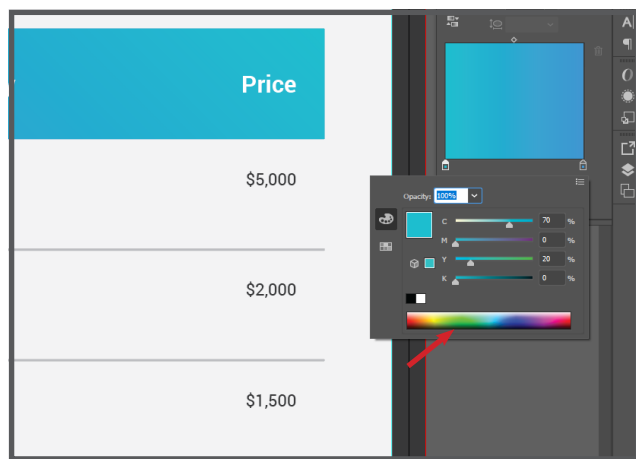 Price
$5,000
$2,000
$1,500
Opacity: 100%
C 70 %
M 0 %
Y 20 %
K 0 %